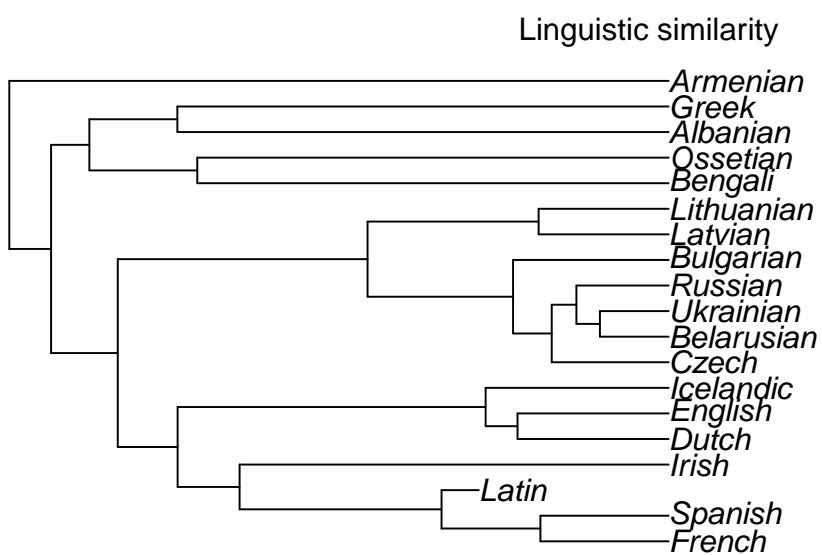 Linguistic similarity
Armenian
Greek
Albanian
Ossetian
Bengali
Lithuanian
Latvian
Bulgarian
Russian
Ukrainian
Belarusian
Czech
Icelandic
English
Dutch
Irish
Latin
Spanish
French